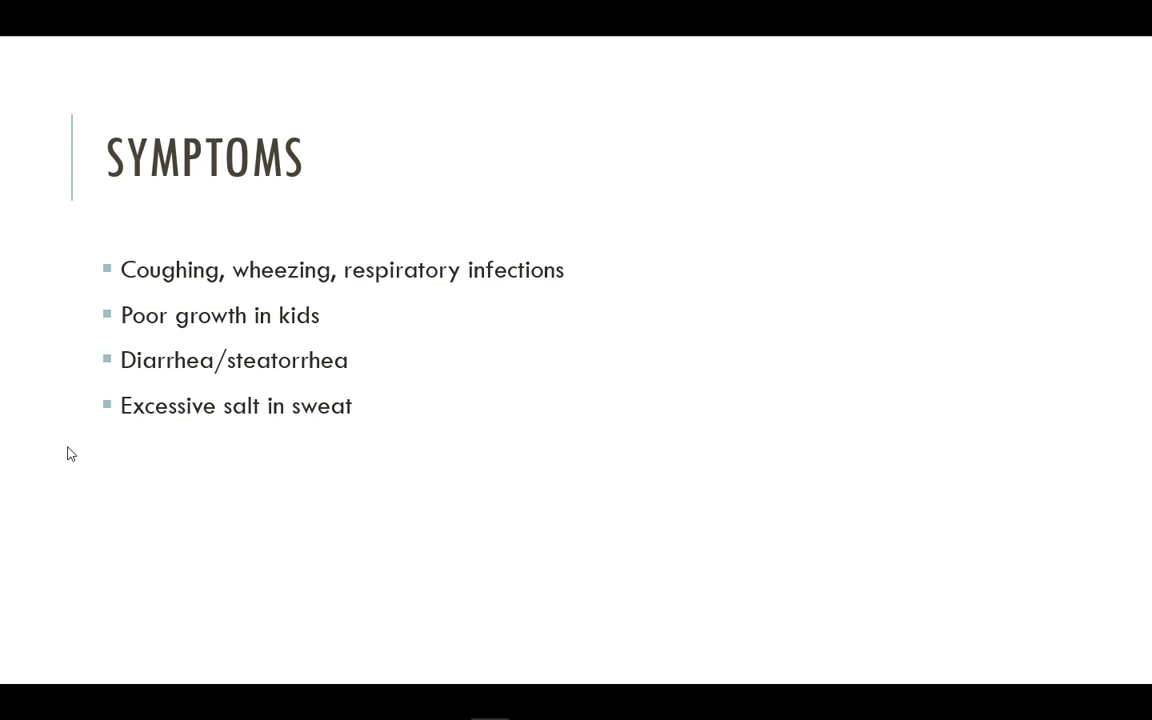 SYMPTOMS
Coughing, wheezing, respiratory infections
Poor growth in kids
Diarrhea/steatorrhea
Excessive salt in sweat